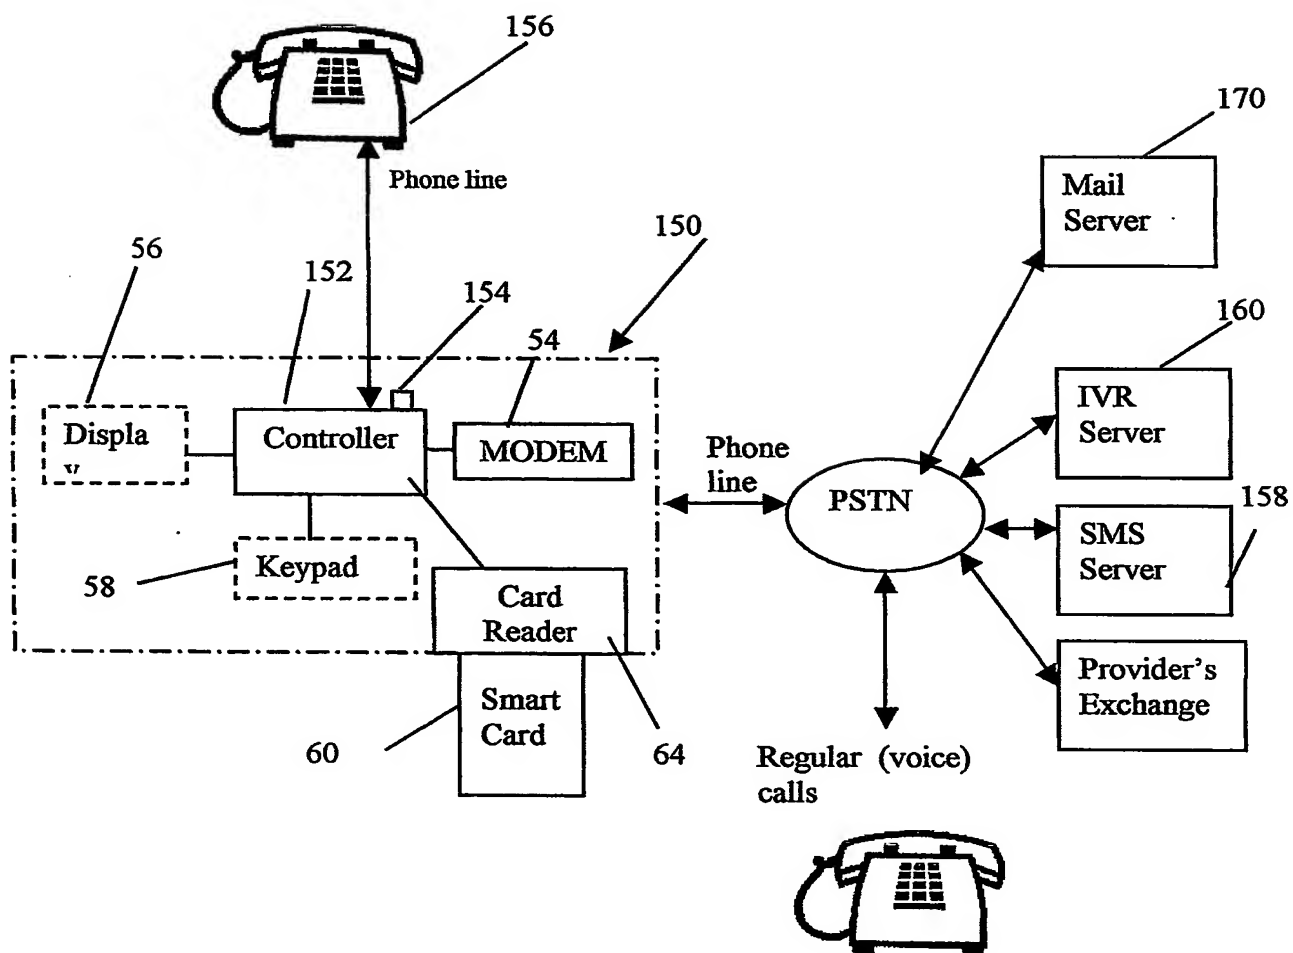 156
170
Phone line
Mail
Server
150
56
152
154
54
160
Displa
y
Controller
MODEM
Phone
line
PSTN
IVR
Server
158
SMS
Server
58
Keypad
Card
Reader
Provider's
Exchange
Smart
Card
60
64
Regular (voice)
calls